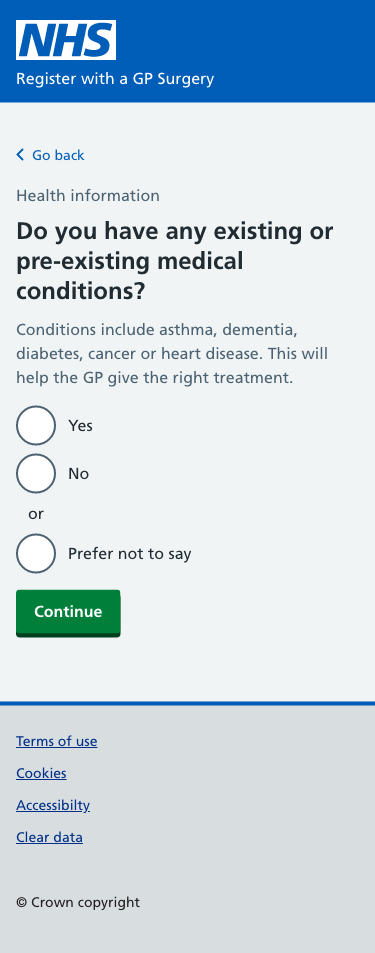 NHS
Register with a GP Surgery
Go back
Health information
Do you have any existing or
pre-existing medical
conditions?
Conditions include asthma, dementia,
diabetes, cancer or heart disease. This will
help the GP give the right treatment.
Yes
No
or
Prefer not to say
Continue
Terms of use
Cookies
Accessibilty
Clear data
© Crown copyright